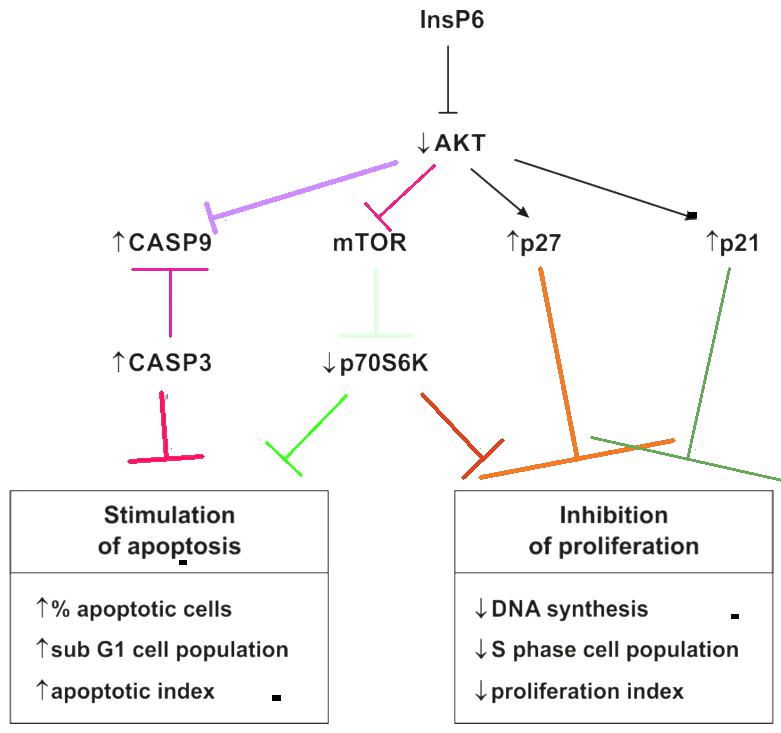 InsP6
↓AKT
↑CASP9
mTOR
↑p27
↑p21
↑CASP3
↓p70S6K
Stimulation
of apoptosis
↑% apoptotic cells
↑sub G1 cell population
↑apoptotic index
Inhibition
of proliferation
↓DNA synthesis
↓S phase cell population
↓proliferation index